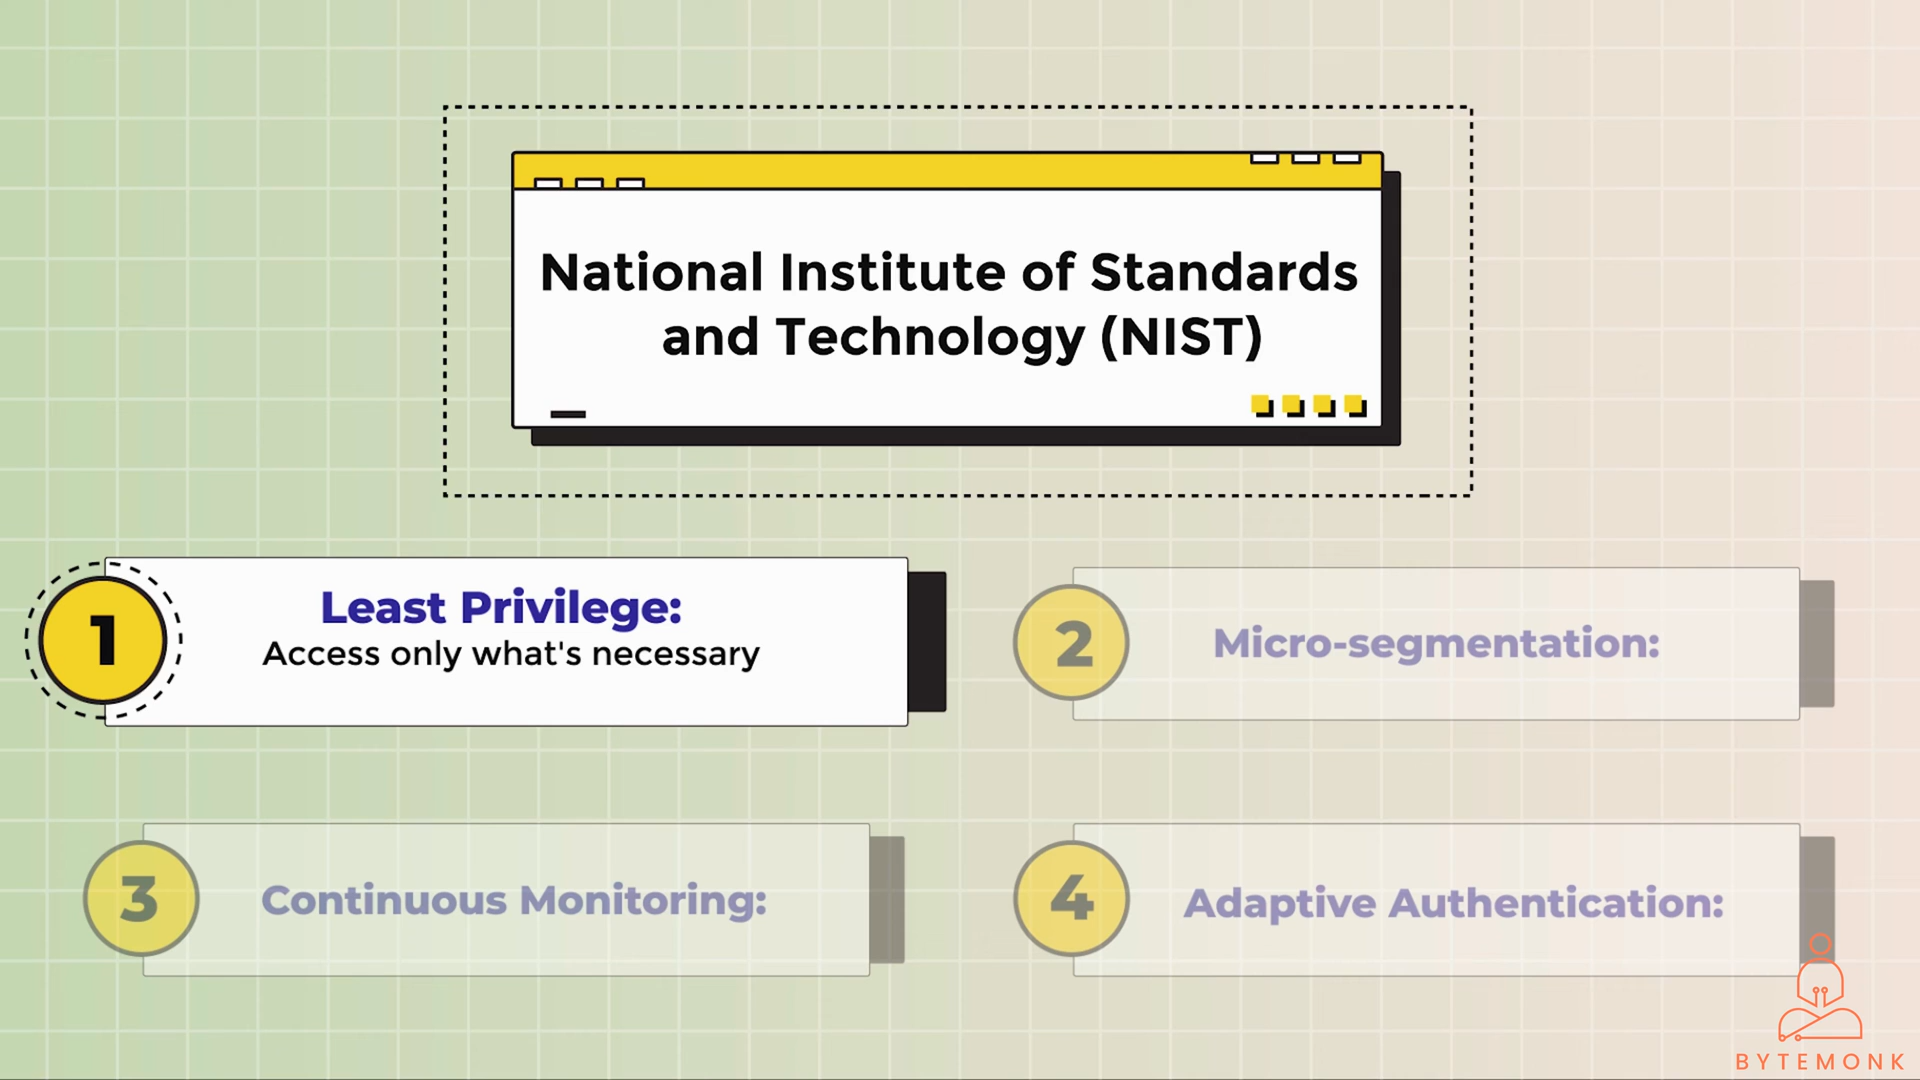 National Institute of Standards
and Technology (NIST)
1
Least Privilege:
Access only what's necessary
2
Micro-segmentation:
3
Continuous Monitoring:
4
Adaptive Authentication:
BYTEMONK